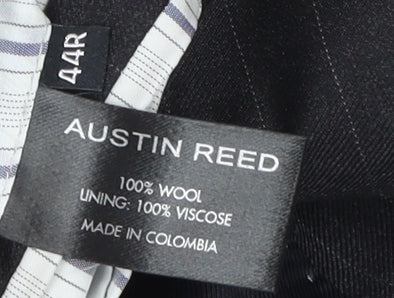 44R
AUSTIN REED
100% WOOL
LINING: 100% VISCOSE
MADE IN COLOMBIA